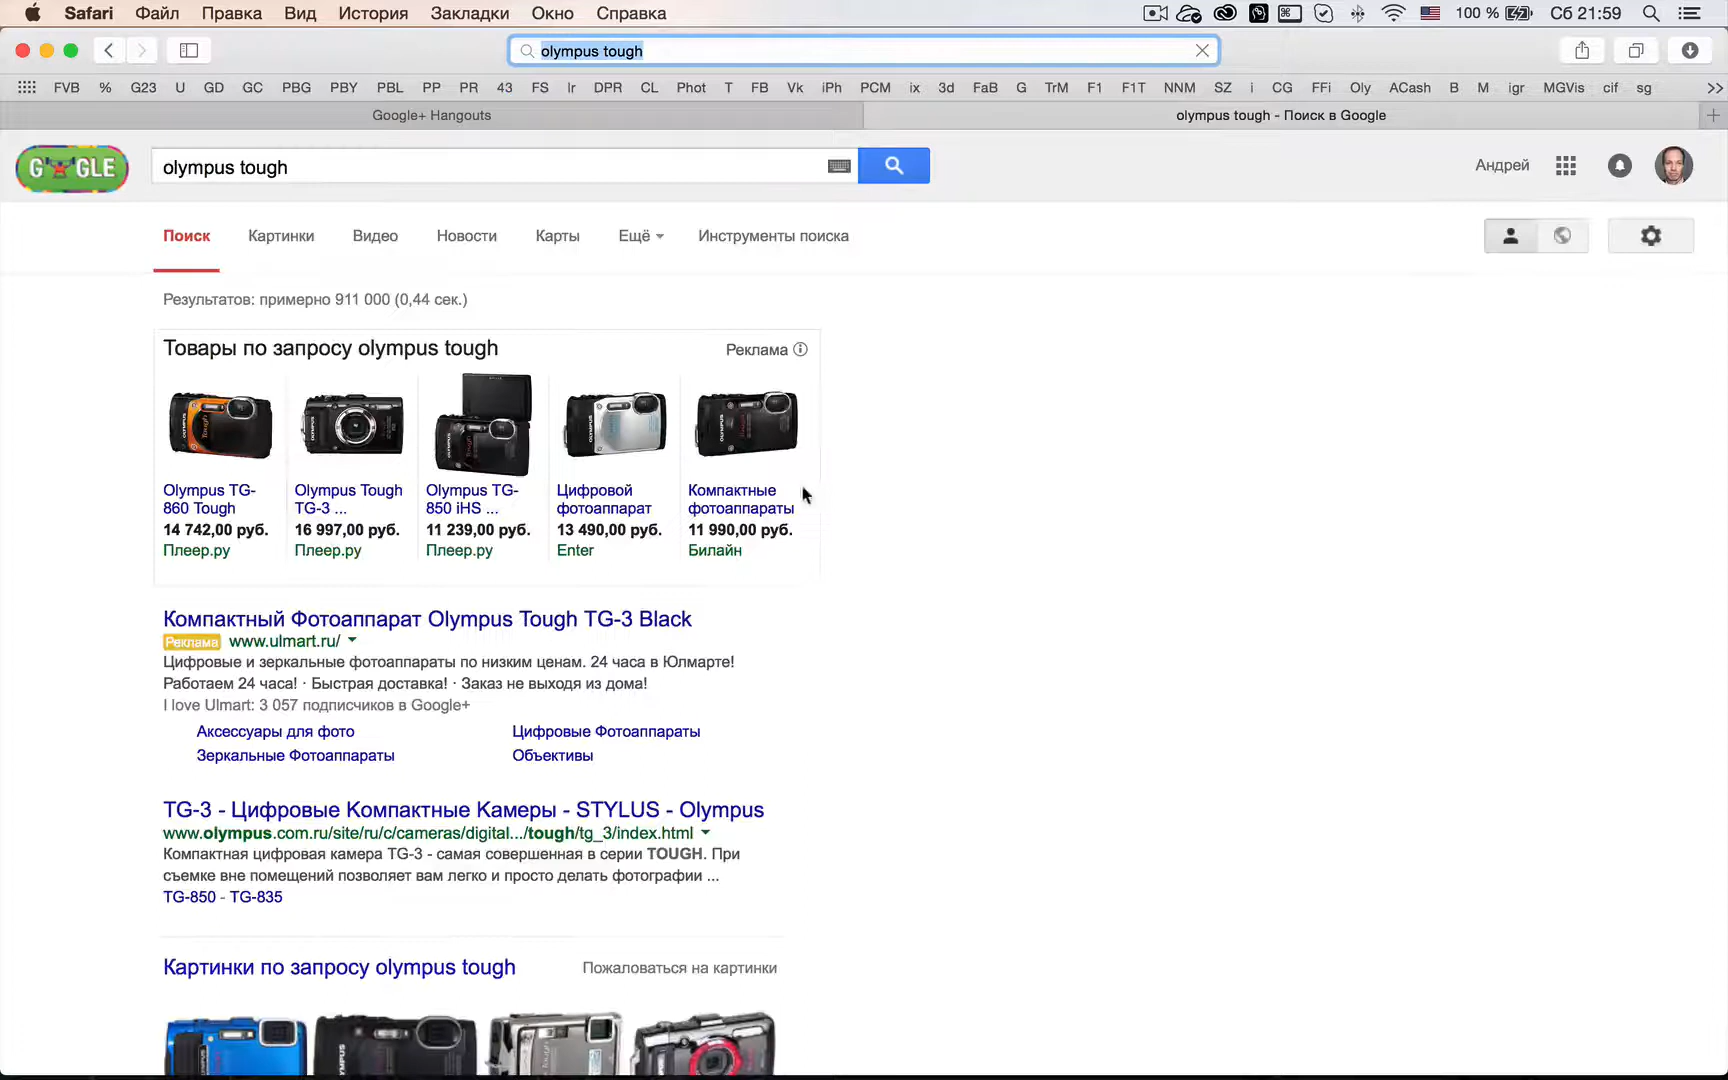 Safari Файл Правка Вид История Закладки Окно Справка 100 % Сб 21:59
olympus tough
FVB % G23 U GD GC PBG PBY PBL PP PR 43 FS Ir DPR CL Phot T FB Vk iPh PCM ix 3d FaB G TrM F1 F1T NNM SZ i CG FFi Oly ACash B M igr MGVis cif sg
Google+ Hangouts olympus tough - Поиск в Google
GOOGLE olympus tough Андрей
Поиск Картинки Видео Новости Карты Ещё Инструменты поиска
Результатов: примерно 911 000 (0,44 сек.)
Товары по запросу olympus tough Реклама
Olympus TG-
860 Tough
14 742,00 руб.
Плеер.ру
Olympus Tough
TG-3 ...
16 997,00 руб.
Плеер.ру
Olympus TG-
850 iHS ...
11 239,00 руб.
Плеер.ру
Цифровой
фотоаппарат
13 490,00 руб.
Enter
Компактные
фотоаппараты
11 990,00 руб.
Билайн
Компактный Фотоаппарат Olympus Tough TG-3 Black
Реклама www.ulmart.ru/
Цифровые и зеркальные фотоаппараты по низким ценам. 24 часа в Юлмарте!
Работаем 24 часа! · Быстрая доставка! · Заказ не выходя из дома!
I love Ulmart: 3 057 подписчиков в Google+
Аксессуары для фото Цифровые Фотоаппараты
Зеркальные Фотоаппараты Объективы
TG-3 - Цифровые Компактные Камеры - STYLUS - Olympus
www.olympus.com.ru/site/ru/c/cameras/digital.../tough/tg_3/index.html
Компактная цифровая камера TG-3 - самая совершенная в серии TOUGH. При
съемке вне помещений позволяет вам легко и просто делать фотографии ...
TG-850 - TG-835
Картинки по запросу olympus tough Пожаловаться на картинки